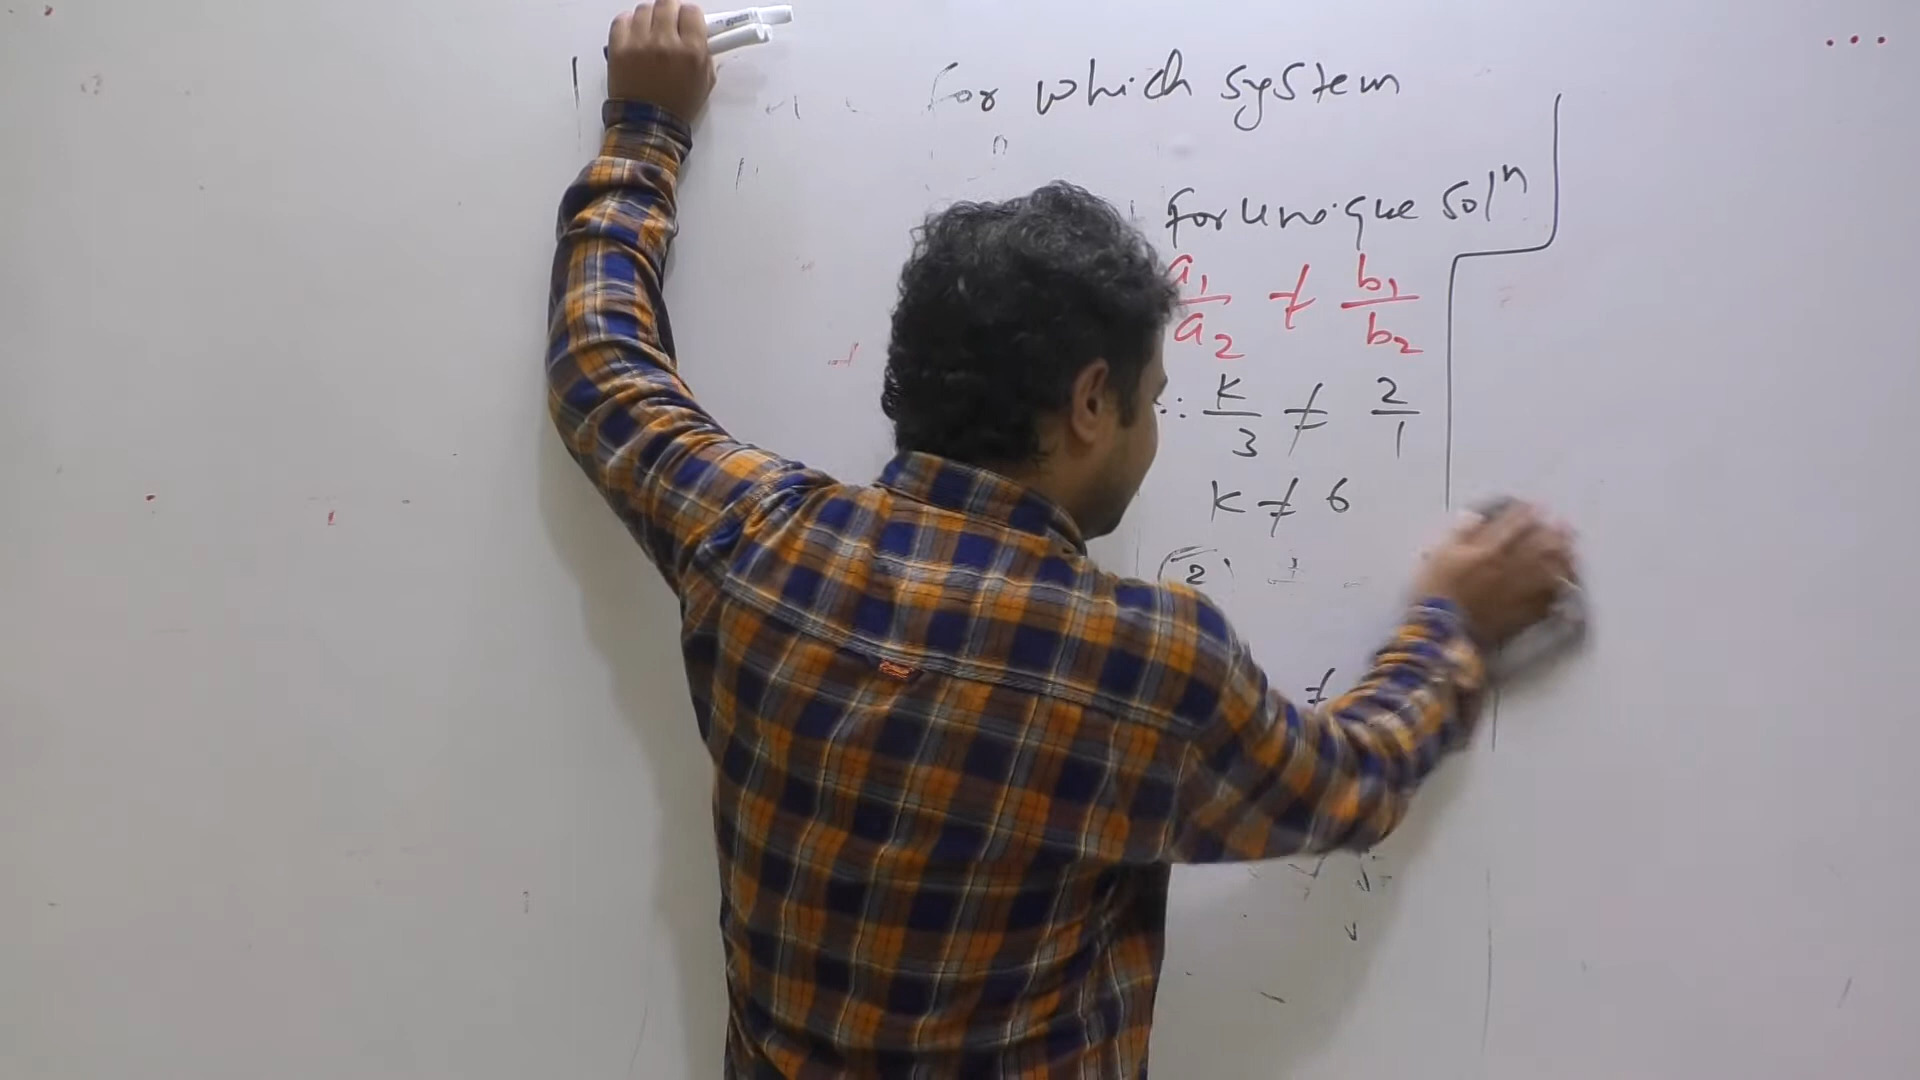 for which system
for unique solⁿ
a₁/a₂ ≠ b₁/b₂
∴ k/3 ≠ 2/1
k ≠ 6
2
≠